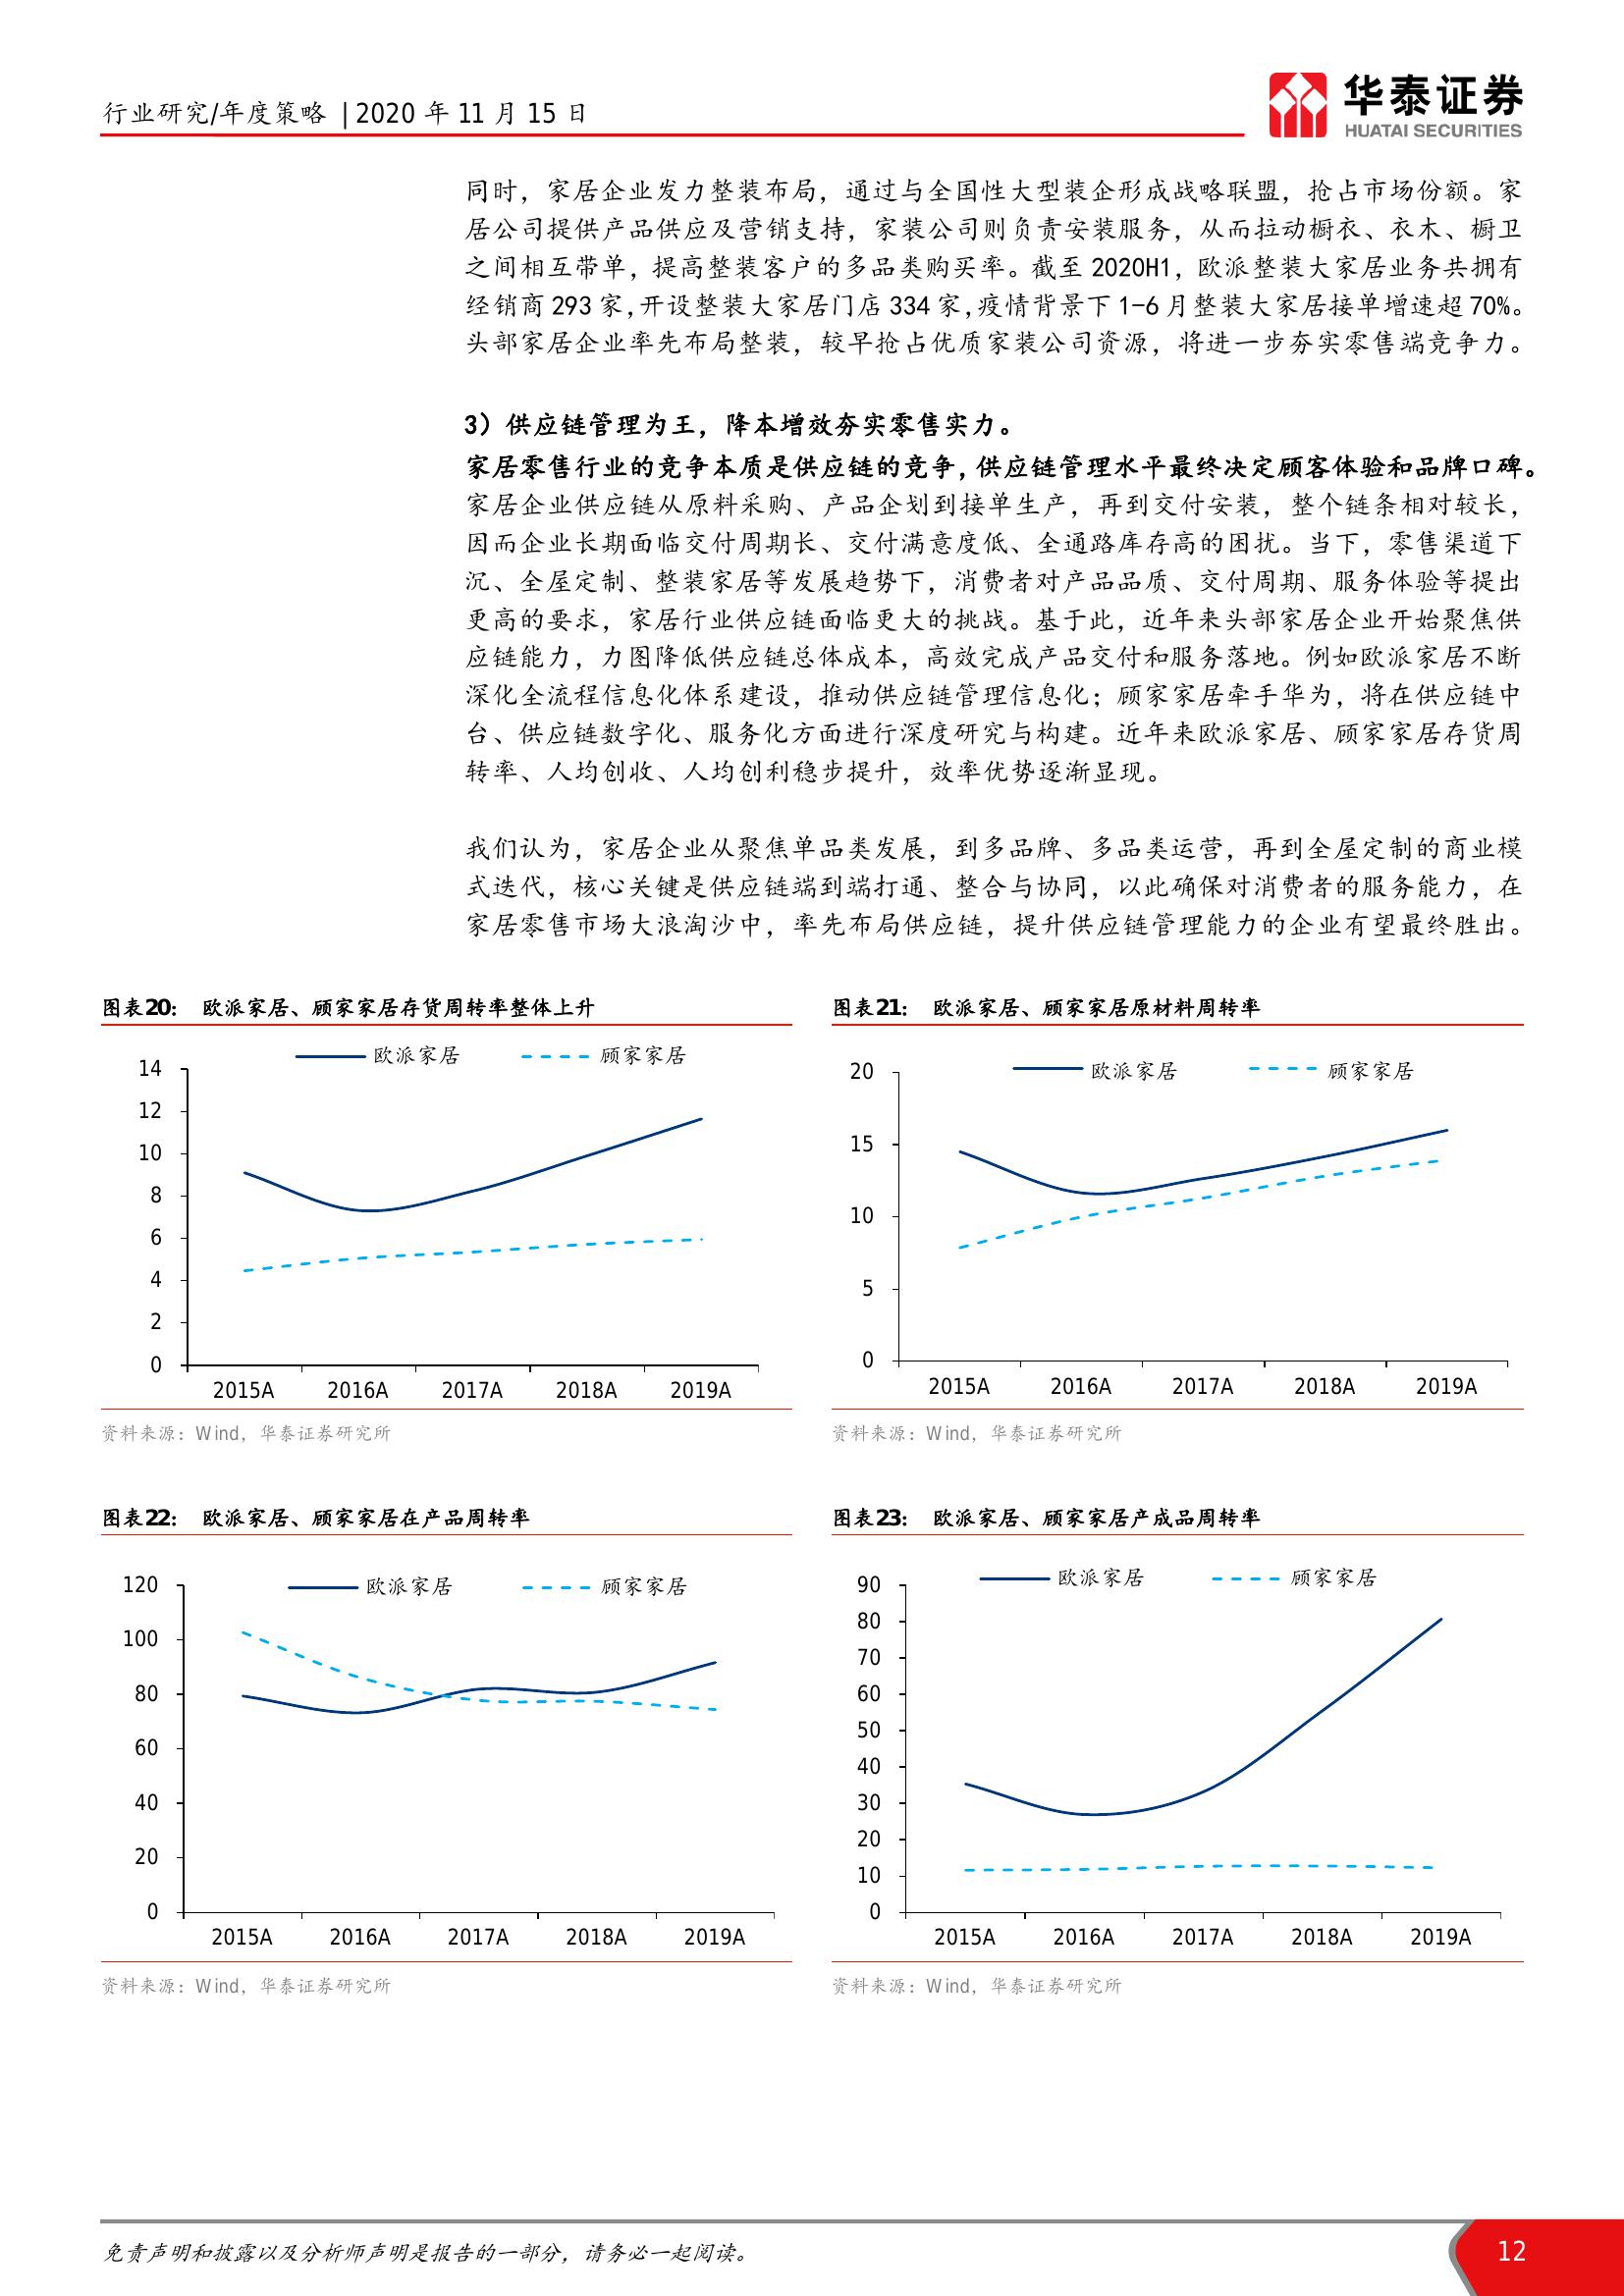 行业研究/年度策略 | 2020 年 11 月 15 日
华泰证券
HUATAI SECURITIES
同时，家居企业发力整装布局，通过与全国性大型装企形成战略联盟，抢占市场份额。家
居公司提供产品供应及营销支持，家装公司则负责安装服务，从而拉动橱衣、衣木、橱卫
之间相互带单，提高整装客户的多品类购买率。截至 2020H1，欧派整装大家居业务共拥有
经销商 293 家，开设整装大家居门店 334 家，疫情背景下 1-6 月整装大家居接单增速超 70%。
头部家居企业率先布局整装，较早抢占优质家装公司资源，将进一步夯实零售端竞争力。
3）供应链管理为王，降本增效夯实零售实力。
家居零售行业的竞争本质是供应链的竞争，供应链管理水平最终决定顾客体验和品牌口碑。
家居企业供应链从原料采购、产品企划到接单生产，再到交付安装，整个链条相对较长，
因而企业长期面临交付周期长、交付满意度低、全通路库存高的困扰。当下，零售渠道下
沉、全屋定制、整装家居等发展趋势下，消费者对产品品质、交付周期、服务体验等提出
更高的要求，家居行业供应链面临更大的挑战。基于此，近年来头部家居企业开始聚焦供
应链能力，力图降低供应链总体成本，高效完成产品交付和服务落地。例如欧派家居不断
深化全流程信息化体系建设，推动供应链管理信息化；顾家家居牵手华为，将在供应链中
台、供应链数字化、服务化方面进行深度研究与构建。近年来欧派家居、顾家家居存货周
转率、人均创收、人均创利稳步提升，效率优势逐渐显现。
我们认为，家居企业从聚焦单品类发展，到多品牌、多品类运营，再到全屋定制的商业模
式迭代，核心关键是供应链端到端打通、整合与协同，以此确保对消费者的服务能力，在
家居零售市场大浪淘沙中，率先布局供应链，提升供应链管理能力的企业有望最终胜出。
图表20： 欧派家居、顾家家居存货周转率整体上升
欧派家居 顾家家居
14
12
10
8
6
4
2
0
2015A 2016A 2017A 2018A 2019A
资料来源：Wind，华泰证券研究所
图表21： 欧派家居、顾家家居原材料周转率
欧派家居 顾家家居
20
15
10
5
0
2015A 2016A 2017A 2018A 2019A
资料来源：Wind，华泰证券研究所
图表22： 欧派家居、顾家家居在产品周转率
欧派家居 顾家家居
120
100
80
60
40
20
0
2015A 2016A 2017A 2018A 2019A
资料来源：Wind，华泰证券研究所
图表23： 欧派家居、顾家家居产成品周转率
欧派家居 顾家家居
90
80
70
60
50
40
30
20
10
0
2015A 2016A 2017A 2018A 2019A
资料来源：Wind，华泰证券研究所
免责声明和披露以及分析师声明是报告的一部分，请务必一起阅读。
12